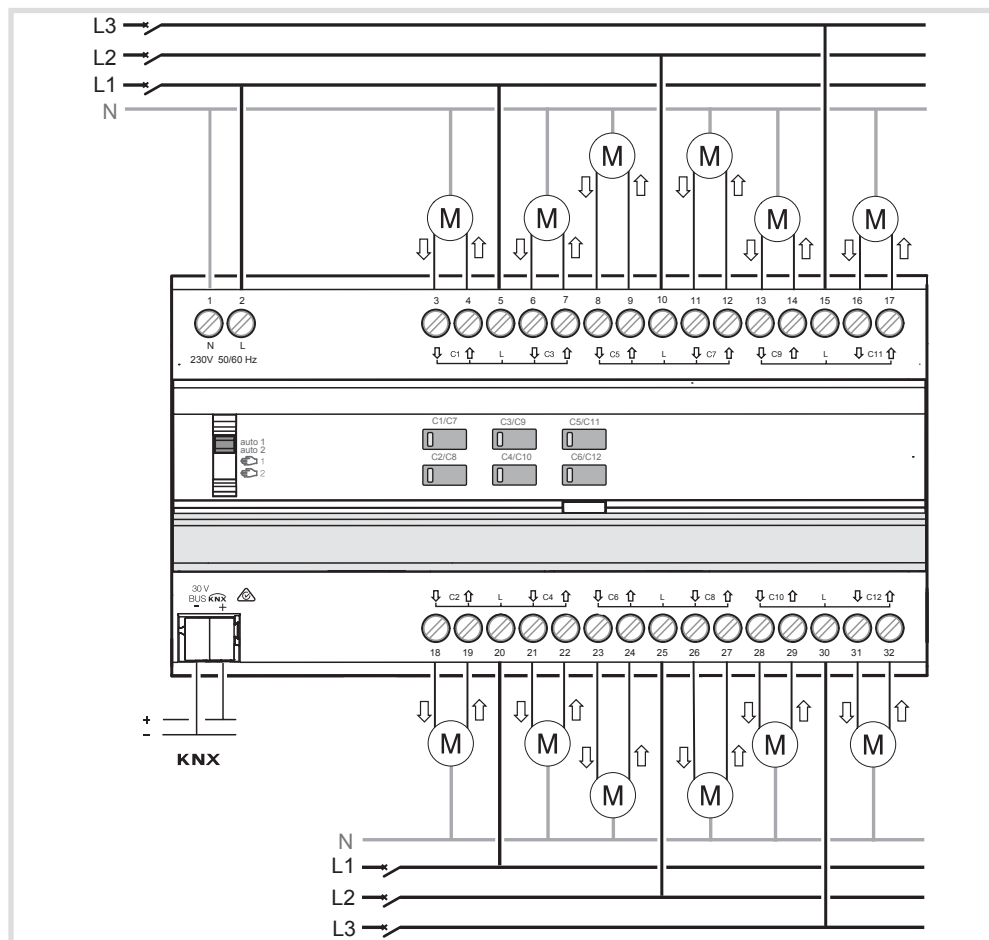 L3
L2
L1
N
M M
M M M M
1 2 3 4 5 6 7 8 9 10 11 12 13 14 15 16 17
N L
230V 50/60 Hz
C1 L C3 C5 L C7 C9 L C11
C1/C7 C3/C9 C5/C11
auto 1
auto 2
1
2
C2/C8 C4/C10 C6/C12
30 V
BUS KNX
- +
C2 L C4 C6 L C8 C10 L C12
18 19 20 21 22 23 24 25 26 27 28 29 30 31 32
+
-
KNX
M M M M
M M
N
L1
L2
L3